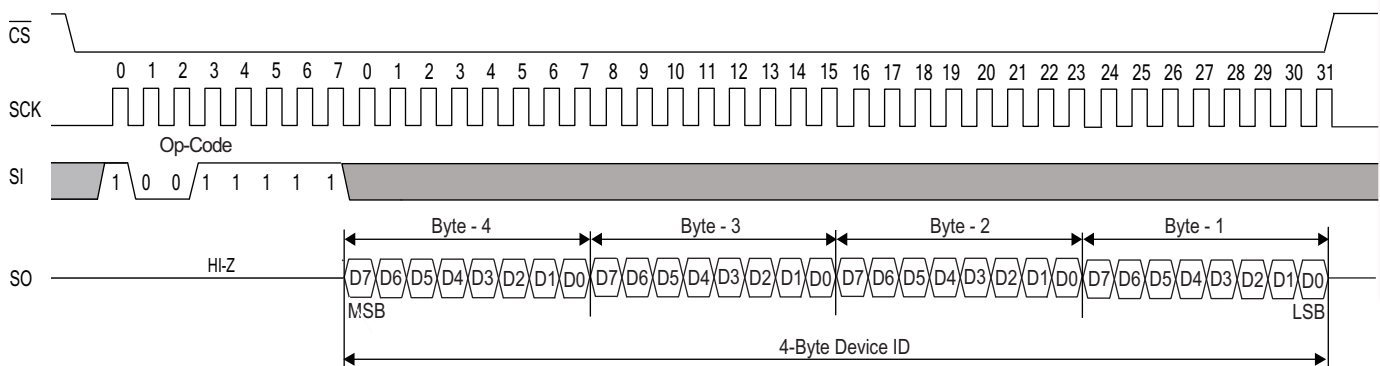 CS
0 1 2 3 4 5 6 7 0 1 2 3 4 5 6 7 8 9 10 11 12 13 14 15 16 17 18 19 20 21 22 23 24 25 26 27 28 29 30 31
SCK
Op-Code
SI 1 0 0 1 1 1 1 1
Byte - 4 Byte - 3 Byte - 2 Byte - 1
HI-Z
SO D7 D6 D5 D4 D3 D2 D1 D0 D7 D6 D5 D4 D3 D2 D1 D0 D7 D6 D5 D4 D3 D2 D1 D0 D7 D6 D5 D4 D3 D2 D1 D0
MSB LSB
4-Byte Device ID